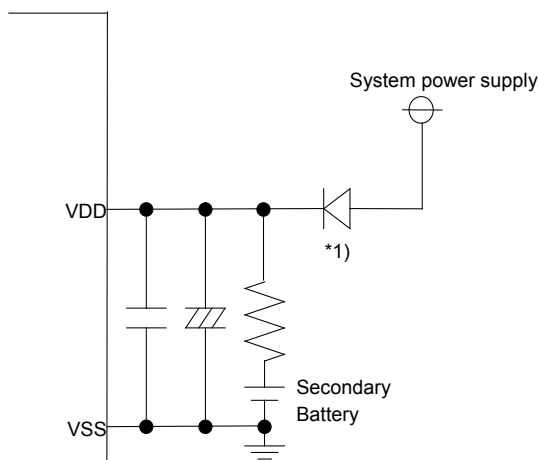 System power supply
VDD
*1)
Secondary
Battery
VSS